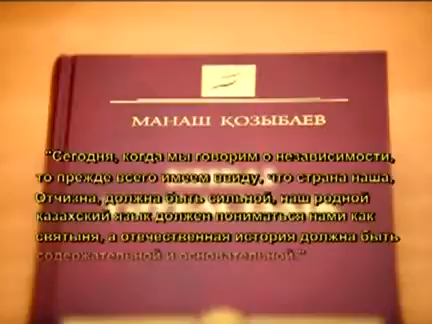 МАНАШ ҚОЗЫБАЕВ
"Сегодня, когда мы говорим о независимости,
то прежде всего имеем ввиду, что страна наша,
Отчизна, должна быть сильной, наш родной
казахский язык должен пониматься нами как
святыня, а отечественная история должна быть
содержательной и основательной."